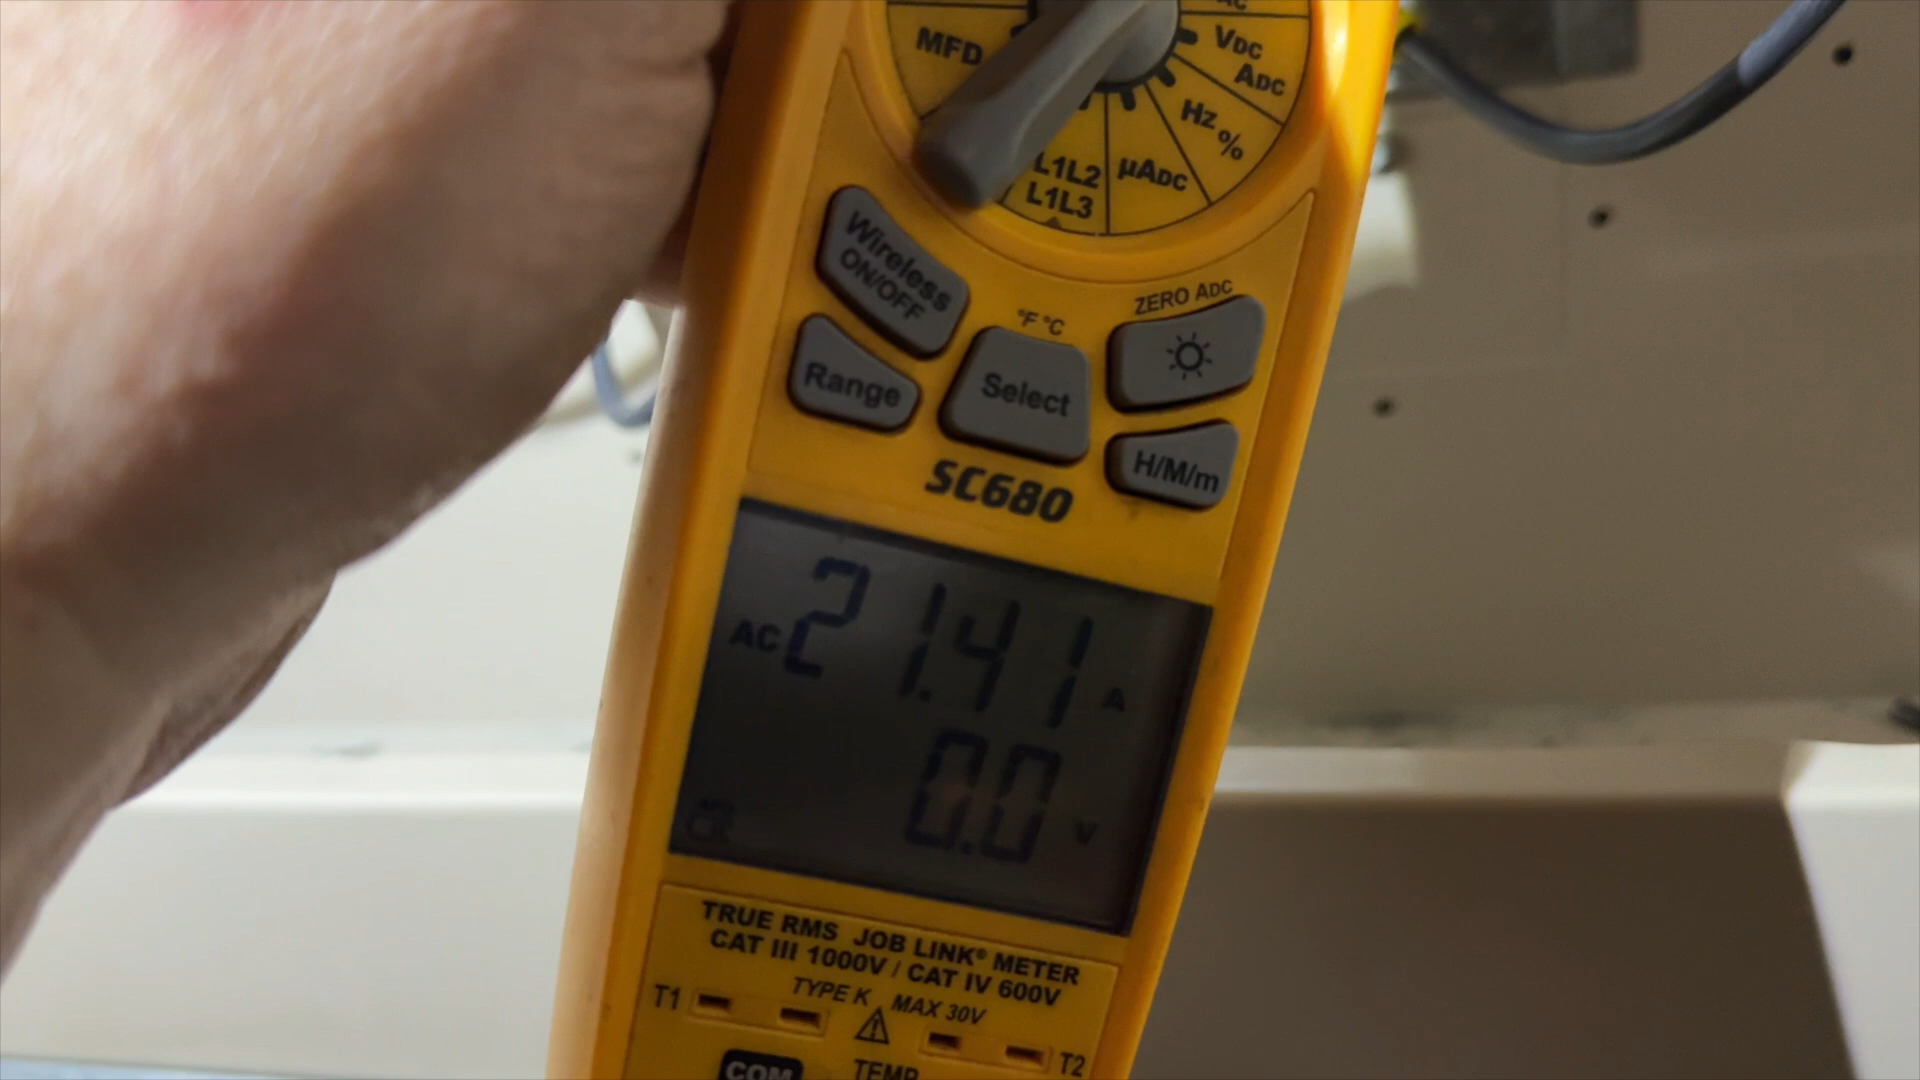 AC
MFD
VDC
ADC
Hz %
µADC
L1L2
L1L3
Wireless
ON/OFF
ZERO ADC
°F °C
Range
Select
H/M/m
SC680
AC 21.41 A
0.0 V
TRUE RMS JOB LINK® METER
CAT III 1000V / CAT IV 600V
TYPE K MAX 30V
T1
T2
COM
TEMP